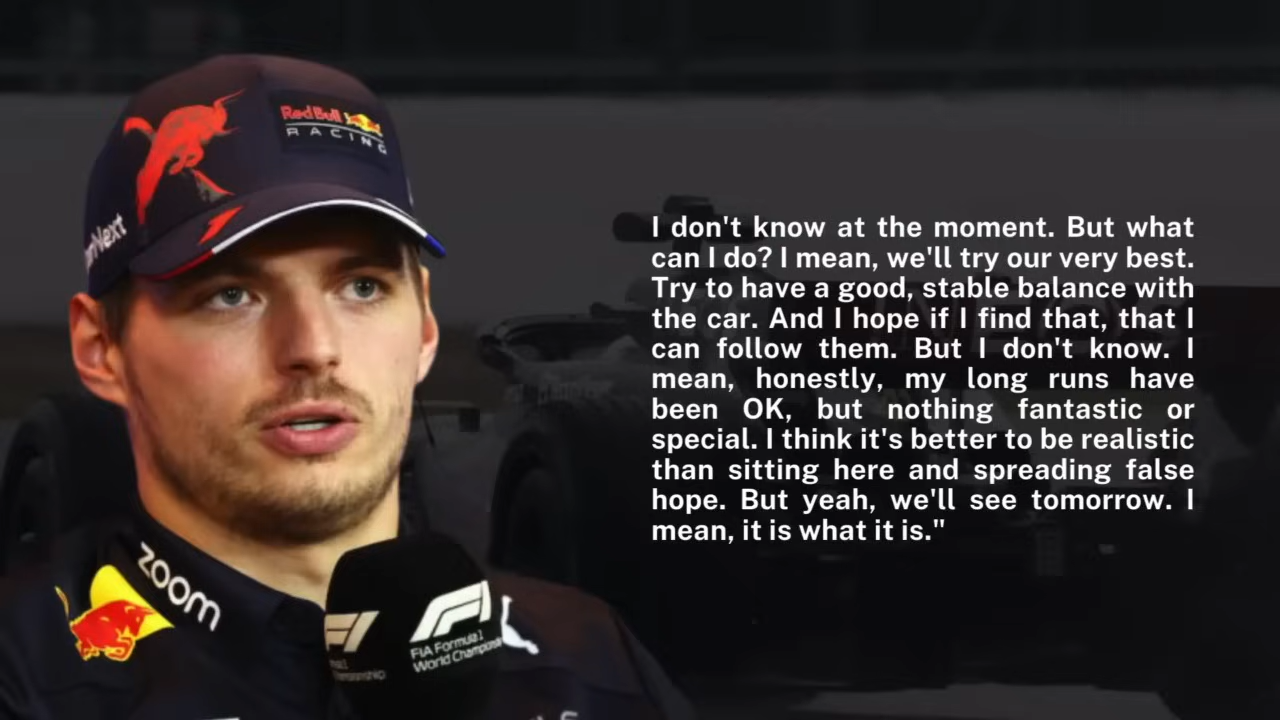 Red Bull
RACING
Next
zoom
F1
FIA Formula 1
World Champions
I don't know at the moment. But what
can I do? I mean, we'll try our very best.
Try to have a good, stable balance with
the car. And I hope if I find that, that I
can follow them. But I don't know. I
mean, honestly, my long runs have
been OK, but nothing fantastic or
special. I think it's better to be realistic
than sitting here and spreading false
hope. But yeah, we'll see tomorrow. I
mean, it is what it is."